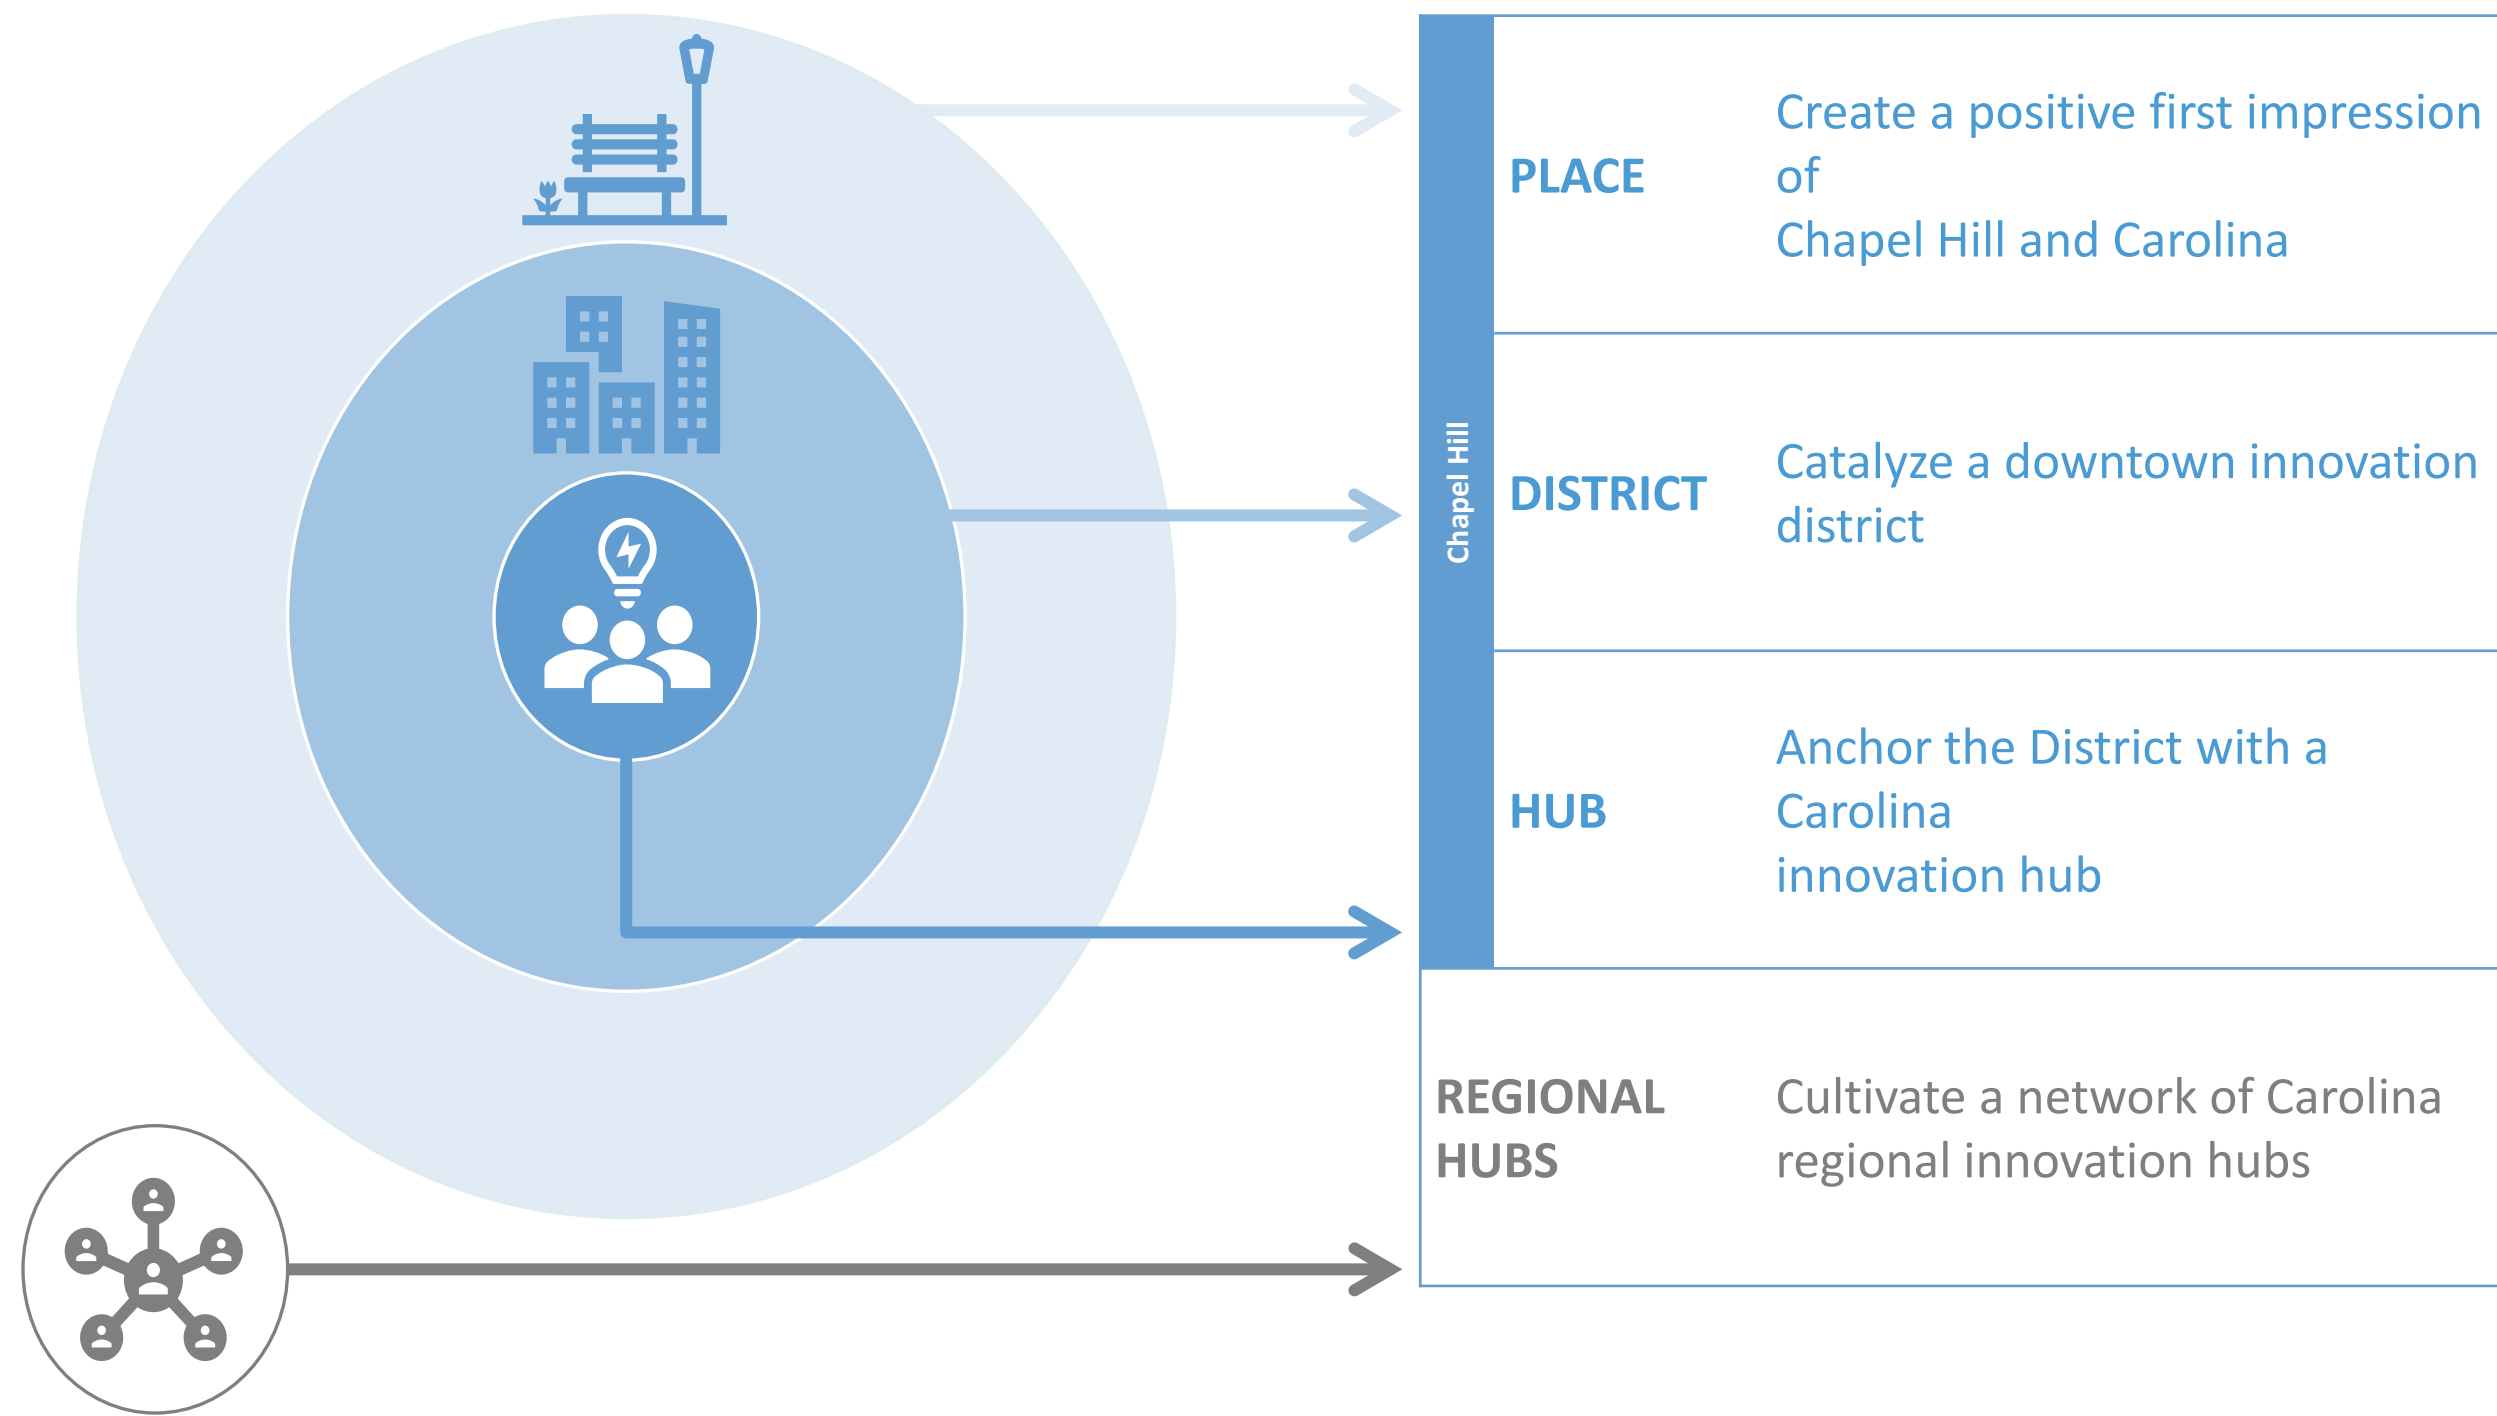 Chapel Hill
PLACE
Create a positive first impression
of
Chapel Hill and Carolina
DISTRICT
Catalyze a downtown innovation
district
HUB
Anchor the District with a
Carolina
innovation hub
REGIONAL
HUBS
Cultivate a network of Carolina
regional innovation hubs